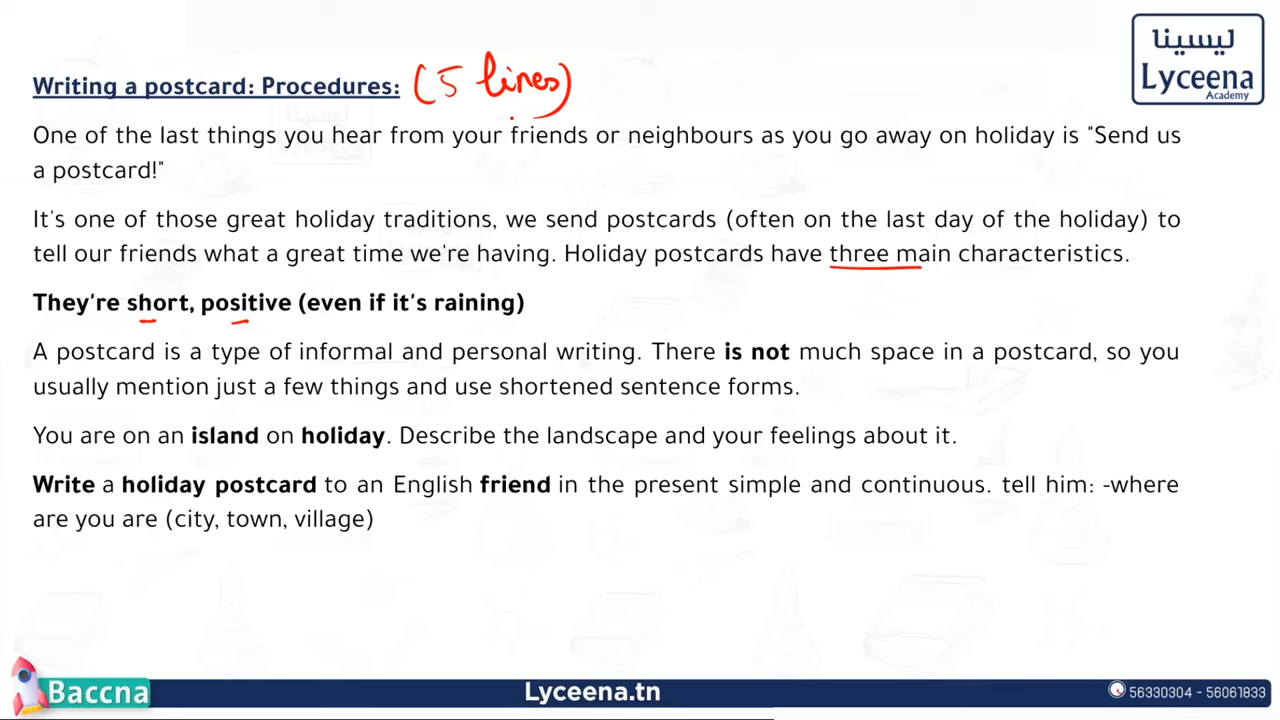 ليسينا
Lyceena
Academy
Writing a postcard: Procedures: (5 lines)
One of the last things you hear from your friends or neighbours as you go away on holiday is "Send us
a postcard!"
It's one of those great holiday traditions, we send postcards (often on the last day of the holiday) to
tell our friends what a great time we're having. Holiday postcards have three main characteristics.
They're short, positive (even if it's raining)
A postcard is a type of informal and personal writing. There is not much space in a postcard, so you
usually mention just a few things and use shortened sentence forms.
You are on an island on holiday. Describe the landscape and your feelings about it.
Write a holiday postcard to an English friend in the present simple and continuous. tell him: -where
are you are (city, town, village)
Baccna
Lyceena.tn
56330304 - 56061833